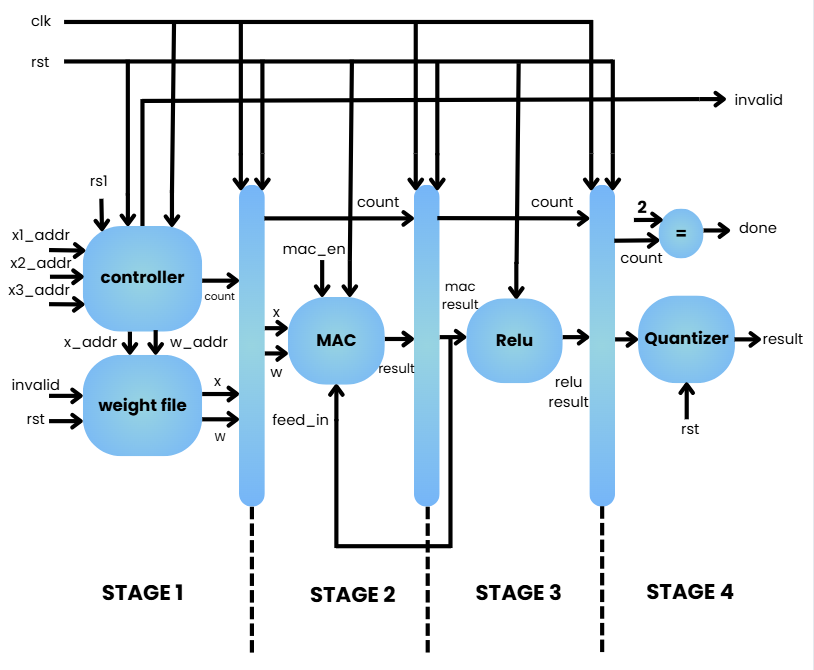 clk
rst
invalid
rs1
x1_addr
x2_addr
x3_addr
controller
count
x_addr
w_addr
invalid
rst
weight file
x
w
count
mac_en
x
w
MAC
result
feed_in
count
mac
result
Relu
relu
result
2
=
done
count
Quantizer
result
rst
STAGE 1
STAGE 2
STAGE 3
STAGE 4